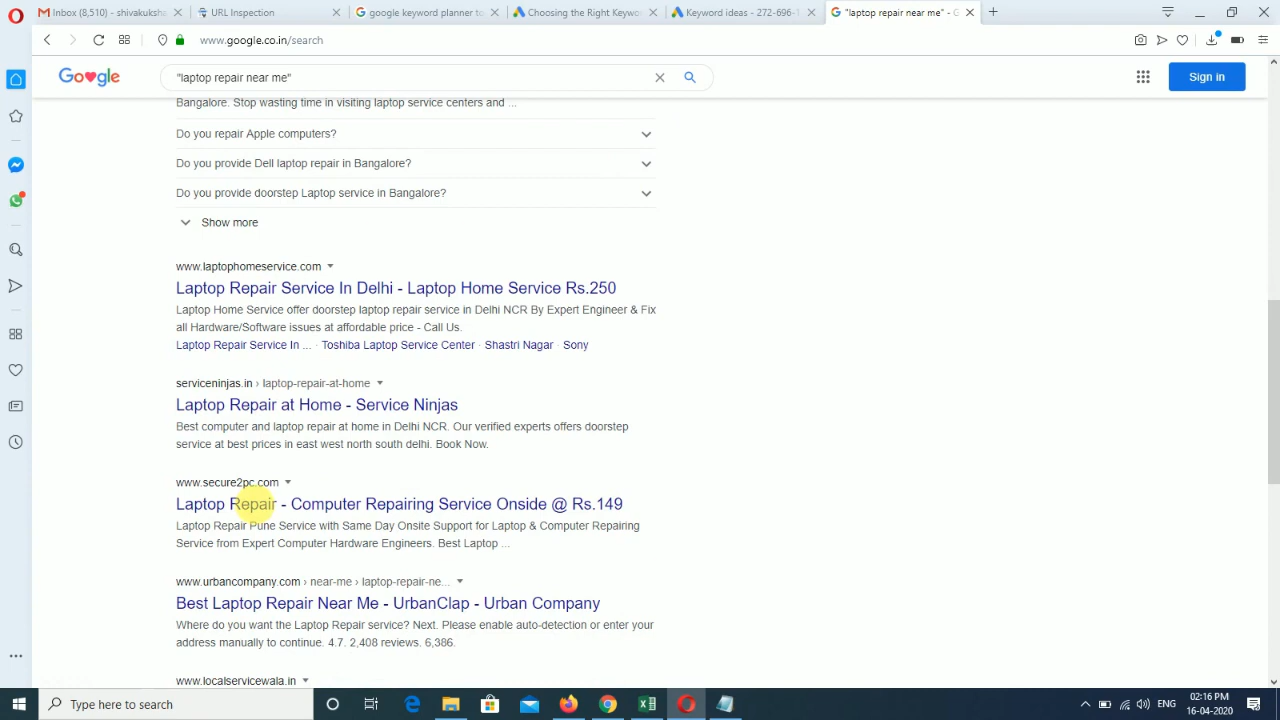 Inbox (8,510) - shivakuksha
URL Inspection
google keyword planner to
Choosing the Right Keywo
Keyword ideas - 272-696-1
"laptop repair near me" - G
www.google.co.in/search
Google
"laptop repair near me"
Sign in
Bangalore. Stop wasting time in visiting laptop service centers and ...
Do you repair Apple computers?
Do you provide Dell laptop repair in Bangalore?
Do you provide doorstep Laptop service in Bangalore?
Show more
www.laptophomeservice.com
Laptop Repair Service In Delhi - Laptop Home Service Rs.250
Laptop Home Service offer doorstep laptop repair service in Delhi NCR By Expert Engineer & Fix
all Hardware/Software issues at affordable price - Call Us.
Laptop Repair Service In ... · Toshiba Laptop Service Center · Shastri Nagar · Sony
serviceninjas.in › laptop-repair-at-home
Laptop Repair at Home - Service Ninjas
Best computer and laptop repair at home in Delhi NCR. Our verified experts offers doorstep
service at best prices in east west north south delhi. Book Now.
www.secure2pc.com
Laptop Repair - Computer Repairing Service Onside @ Rs.149
Laptop Repair Pune Service with Same Day Onsite Support for Laptop & Computer Repairing
Service from Expert Computer Hardware Engineers. Best Laptop ...
www.urbancompany.com › near-me › laptop-repair-ne...
Best Laptop Repair Near Me - UrbanClap - Urban Company
Where do you want the Laptop Repair service? Next. Please enable auto-detection or enter your
address manually to continue. 4.7. 2,408 reviews. 6,386.
www.localservicewala.in
Type here to search
ENG
02:16 PM
16-04-2020